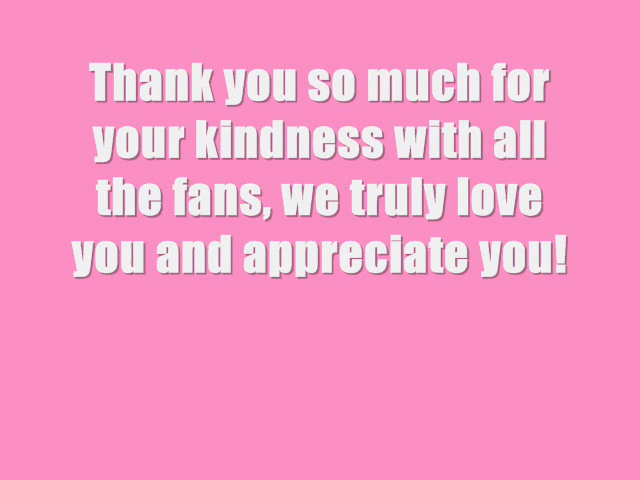 Thank you so much for
your kindness with all
the fans, we truly love
you and appreciate you!